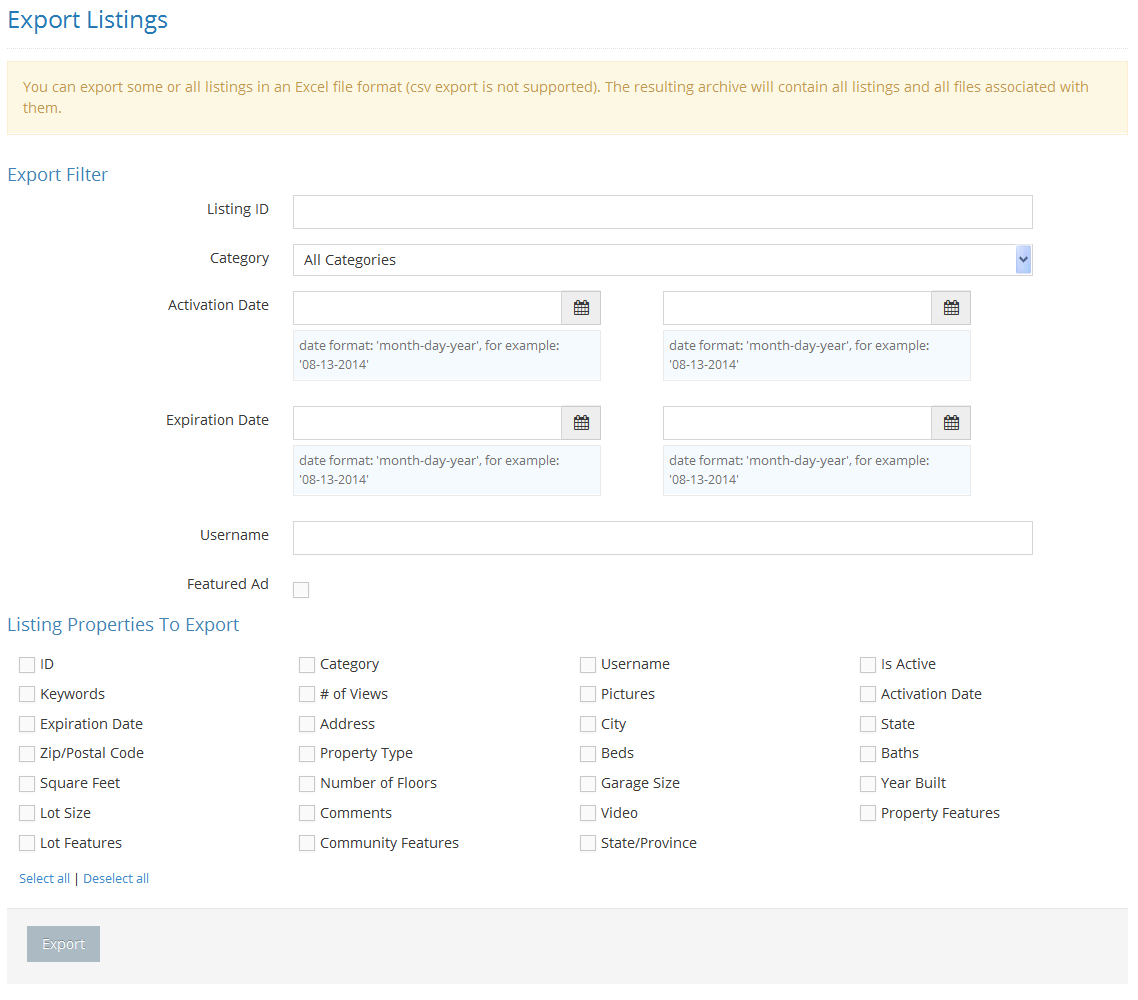 Export Listings
You can export some or all listings in an Excel file format (csv export is not supported). The resulting archive will contain all listings and all files associated with
them.
Export Filter
Listing ID
Category All Categories
Activation Date
date format: 'month-day-year', for example: date format: 'month-day-year', for example:
'08-13-2014' '08-13-2014'
Expiration Date
date format: 'month-day-year', for example: date format: 'month-day-year', for example:
'08-13-2014' '08-13-2014'
Username
Featured Ad
Listing Properties To Export
ID Category Username Is Active
Keywords # of Views Pictures Activation Date
Expiration Date Address City State
Zip/Postal Code Property Type Beds Baths
Square Feet Number of Floors Garage Size Year Built
Lot Size Comments Video Property Features
Lot Features Community Features State/Province
Select all | Deselect all
Export